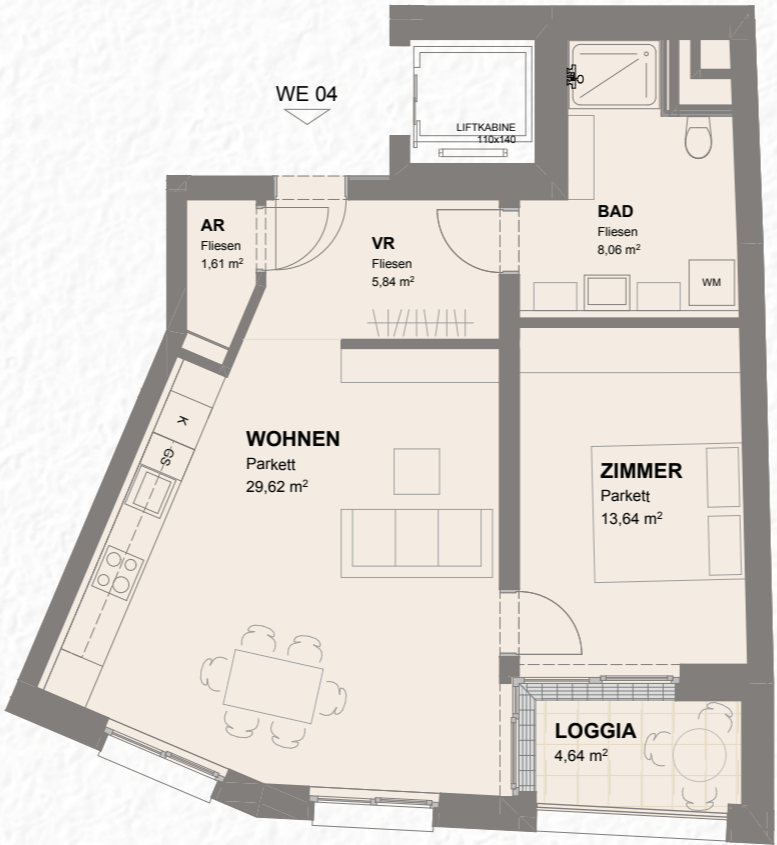 WE 04
LIFTKABINE
110x140
AR
Fliesen
1,61 m²
VR
Fliesen
5,84 m²
BAD
Fliesen
8,06 m²
WM
K
GS
WOHNEN
Parkett
29,62 m²
ZIMMER
Parkett
13,64 m²
LOGGIA
4,64 m²